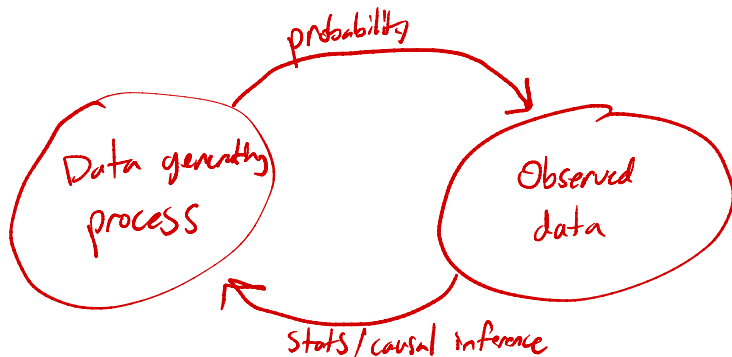 probability
Data generating
process
Observed
data
stats/causal inference